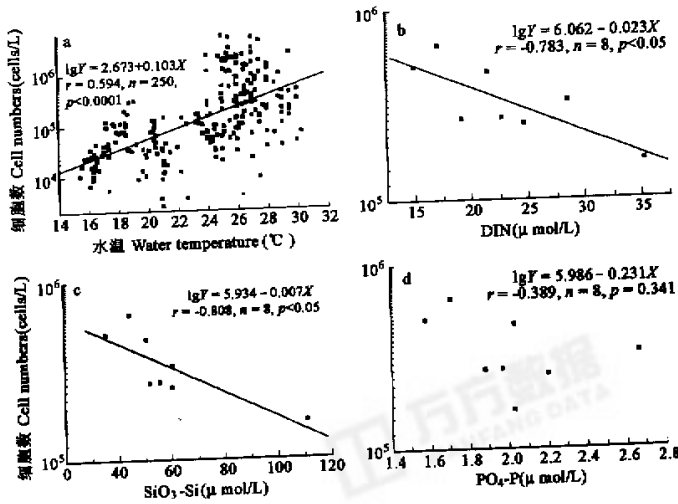 a
lgY = 2.673+0.103X
r = 0.594, n = 250,
p<0.0001
细胞数 Cell numbers(cells/L)
10⁶
10⁵
10⁴
14 16 18 20 22 24 26 28 30 32
水温 Water temperature(℃)
b
lgY = 6.062 −0.023X
r = -0.783, n = 8, p<0.05
10⁶
10⁵
15 20 25 30 35
DIN(μ mol/L)
c
lgY = 5.934 −0.007X
r = -0.808, n = 8, p<0.05
细胞数 Cell numbers(cells/L)
10⁶
10⁵
0 40 60 80 100 120
SiO₃-Si(μ mol/L)
d
lgY = 5.986 −0.231X
r = -0.389, n = 8, p = 0.341
10⁶
10⁵
1.4 1.6 1.8 2.0 2.2 2.4 2.6 2.8
PO₄-P(μ mol/L)
万方数据
WANFANG DATA